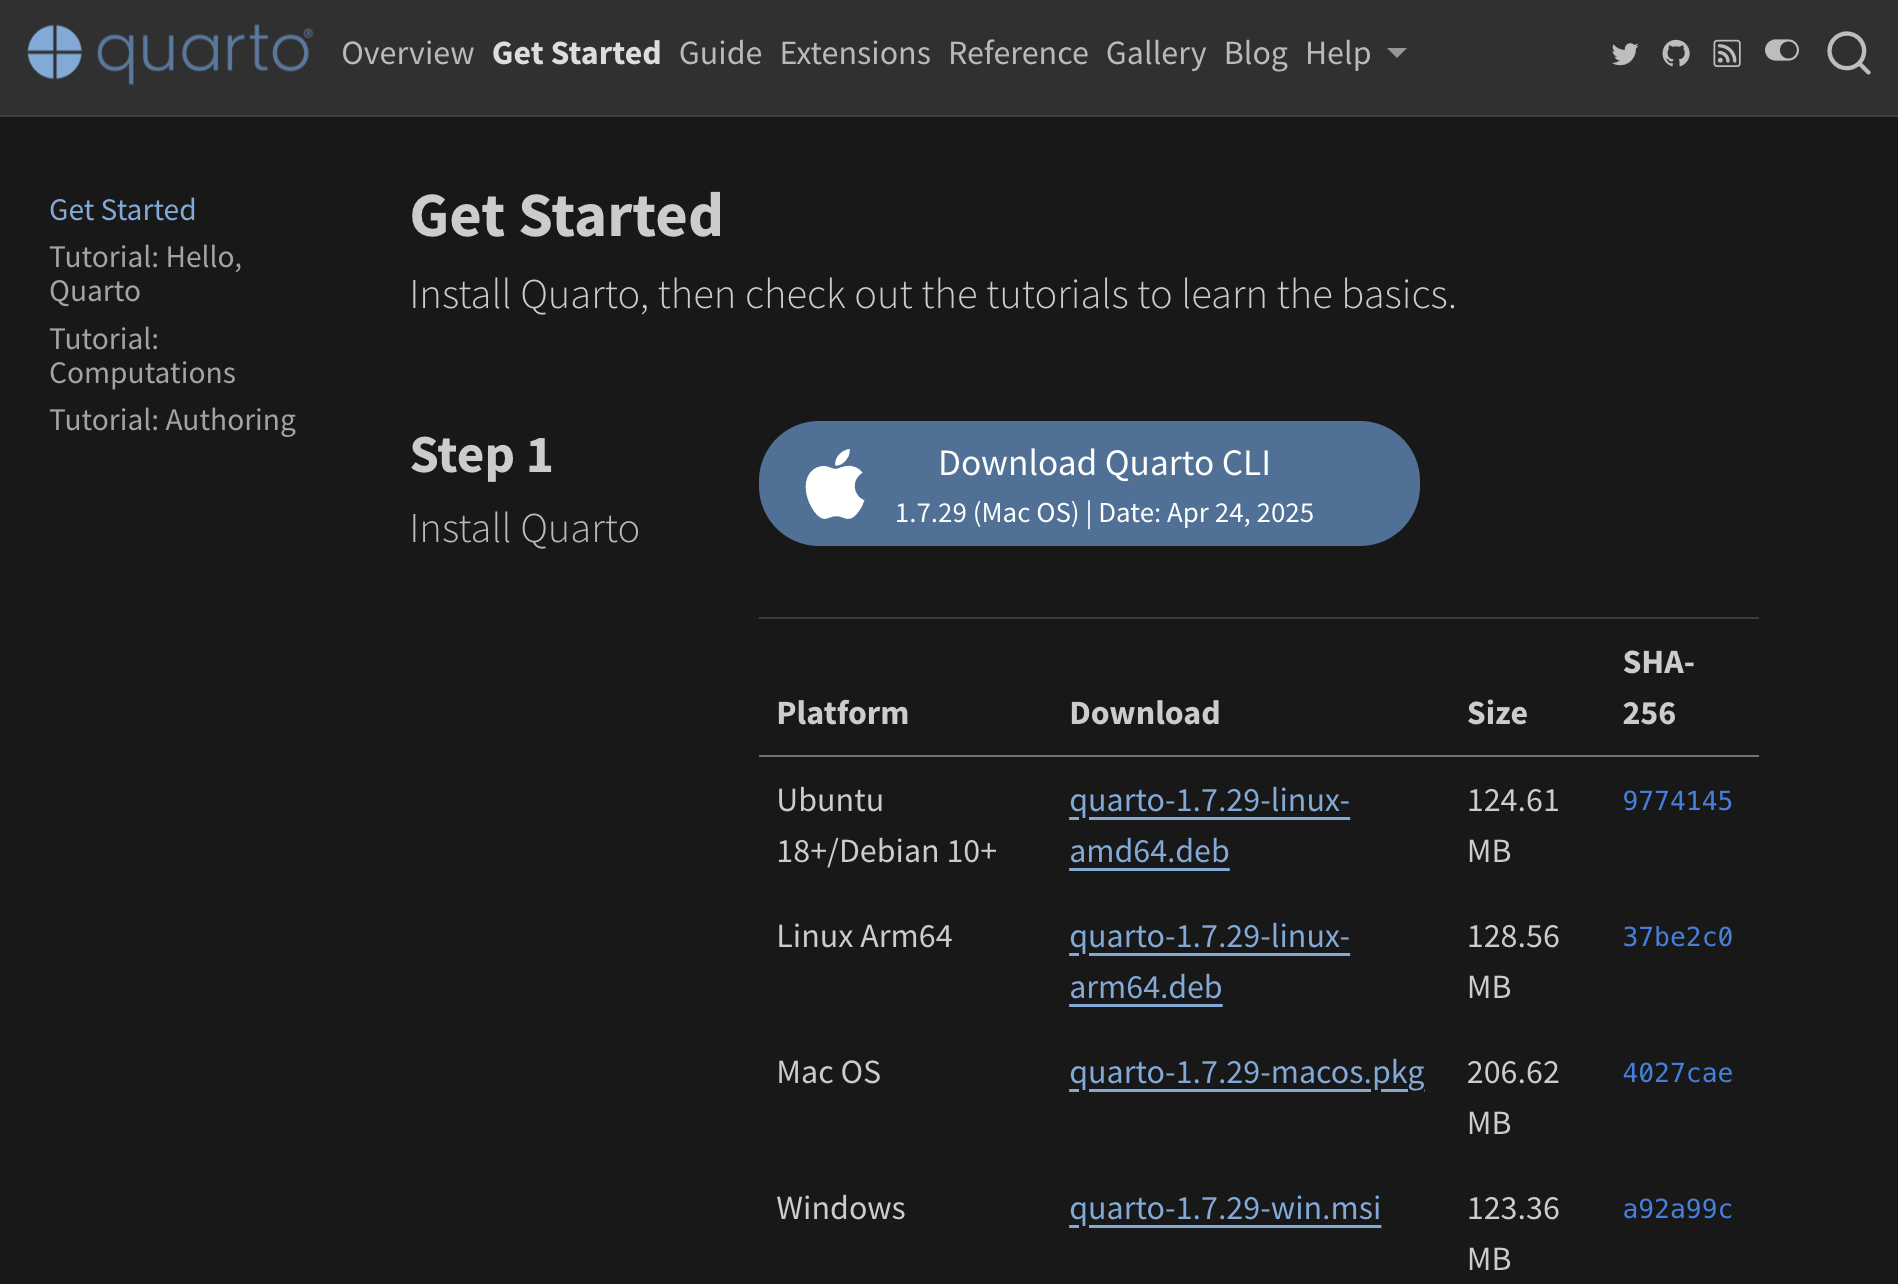 quarto®
Overview Get Started Guide Extensions Reference Gallery Blog Help
Get Started
Tutorial: Hello,
Quarto
Tutorial:
Computations
Tutorial: Authoring
Get Started
Install Quarto, then check out the tutorials to learn the basics.
Step 1
Install Quarto
Download Quarto CLI
1.7.29 (Mac OS) | Date: Apr 24, 2025
Platform Download Size SHA-
256
Ubuntu quarto-1.7.29-linux- 124.61 9774145
18+/Debian 10+ amd64.deb MB
Linux Arm64 quarto-1.7.29-linux- 128.56 37be2c0
arm64.deb MB
Mac OS quarto-1.7.29-macos.pkg 206.62 4027cae
MB
Windows quarto-1.7.29-win.msi 123.36 a92a99c
MB